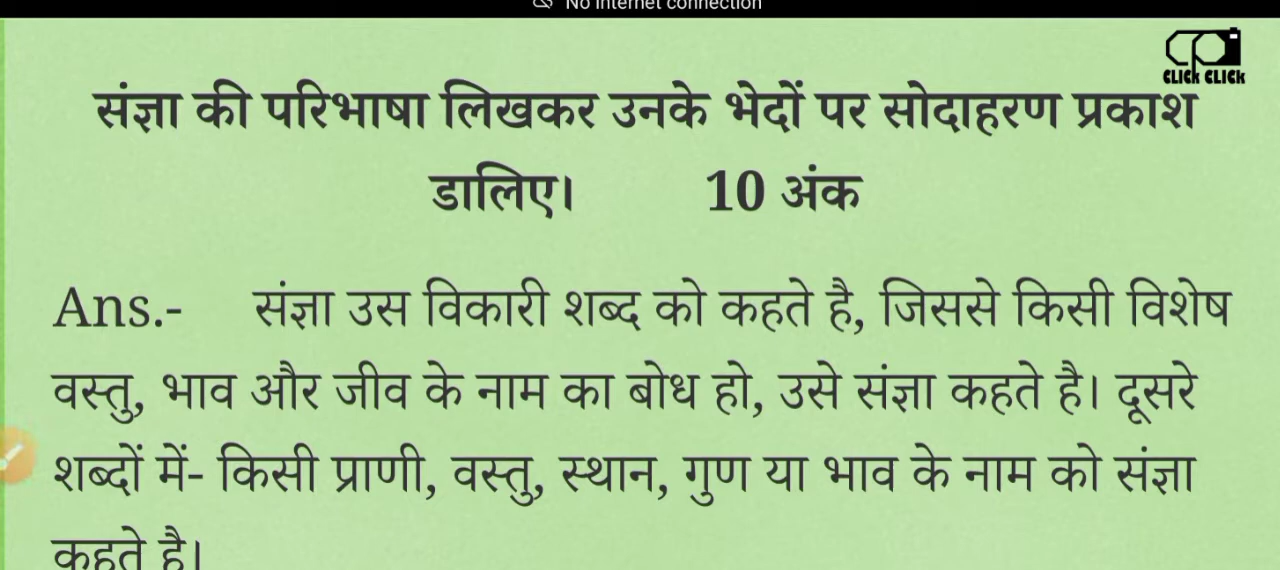 No internet connection
CLICK CLICK
संज्ञा की परिभाषा लिखकर उनके भेदों पर सोदाहरण प्रकाश
डालिए। 10 अंक
Ans.- संज्ञा उस विकारी शब्द को कहते है, जिससे किसी विशेष
वस्तु, भाव और जीव के नाम का बोध हो, उसे संज्ञा कहते है। दूसरे
शब्दों में- किसी प्राणी, वस्तु, स्थान, गुण या भाव के नाम को संज्ञा
कहते है।